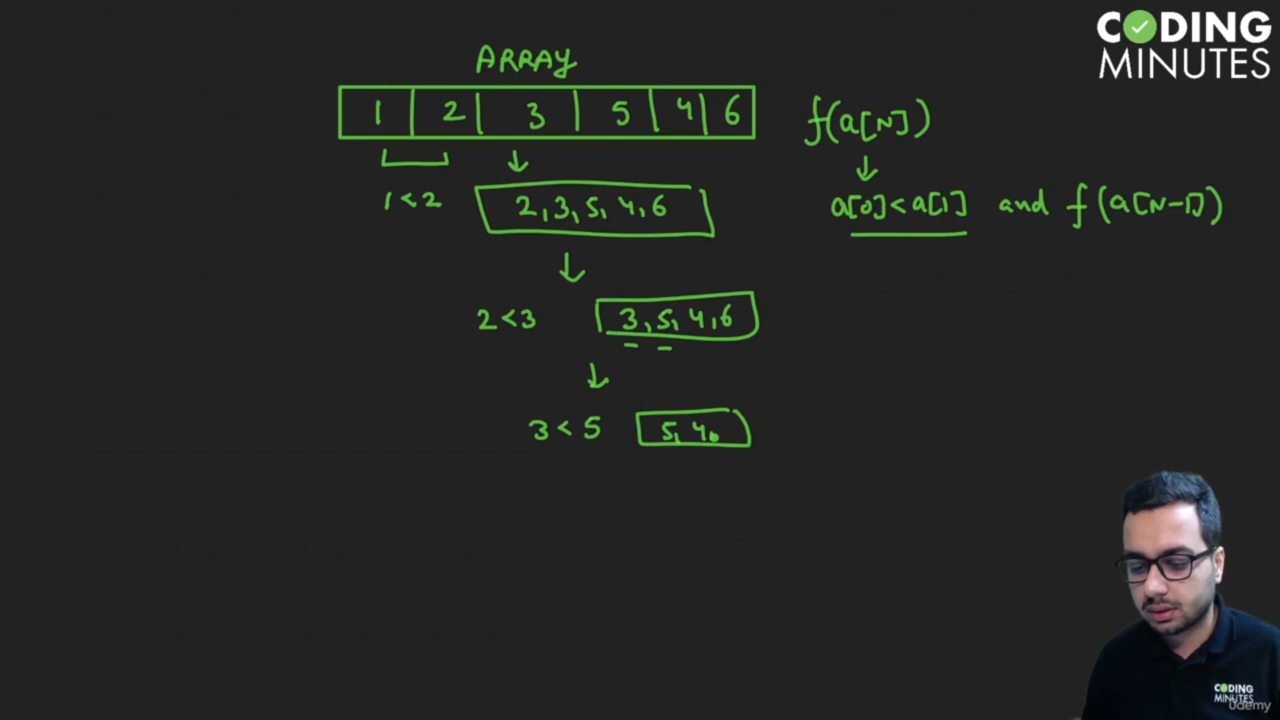 CODING
MINUTES
ARRAY
1 2 3 5 4 6
f(a[N])
1<2
2,3,5,4,6
a[0]<a[1] and f(a[N-1])
2<3
3,5,4,6
3<5
5,4,
CODING
MINUTES
udemy